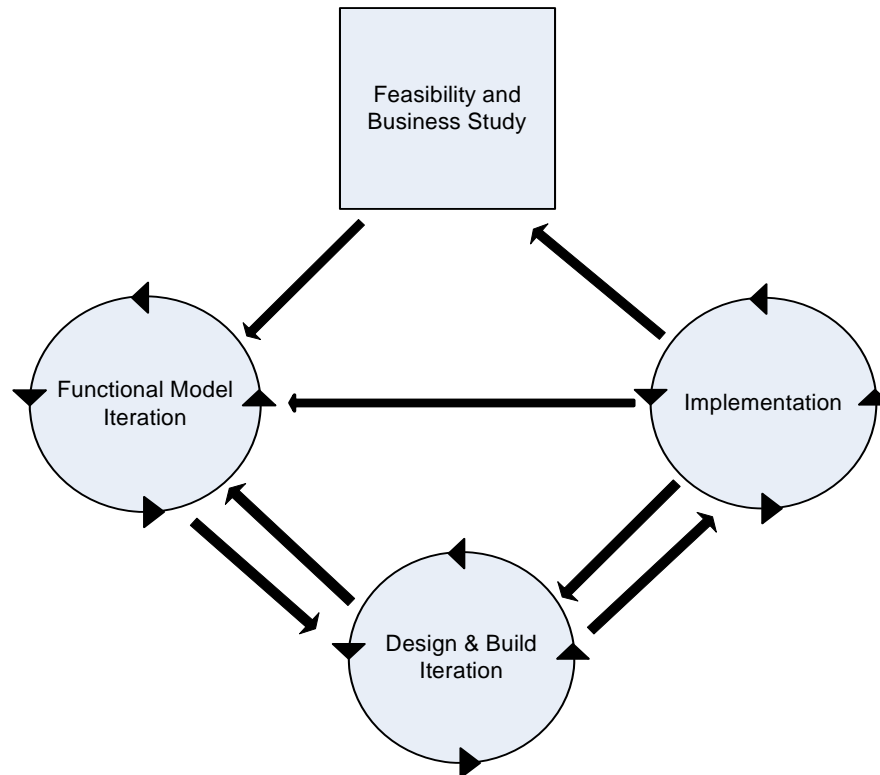 Feasibility and
Business Study
Functional Model
Iteration
Implementation
Design & Build
Iteration